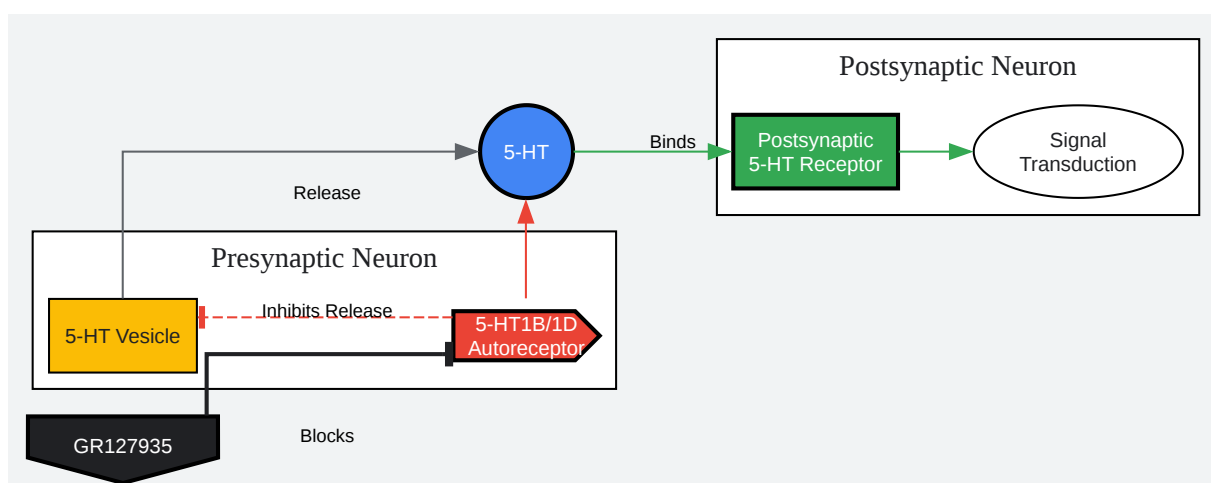 Postsynaptic Neuron
5-HT
Binds
Postsynaptic
5-HT Receptor
Signal
Transduction
Release
Presynaptic Neuron
5-HT Vesicle
Inhibits Release
5-HT1B/1D
Autoreceptor
GR127935
Blocks